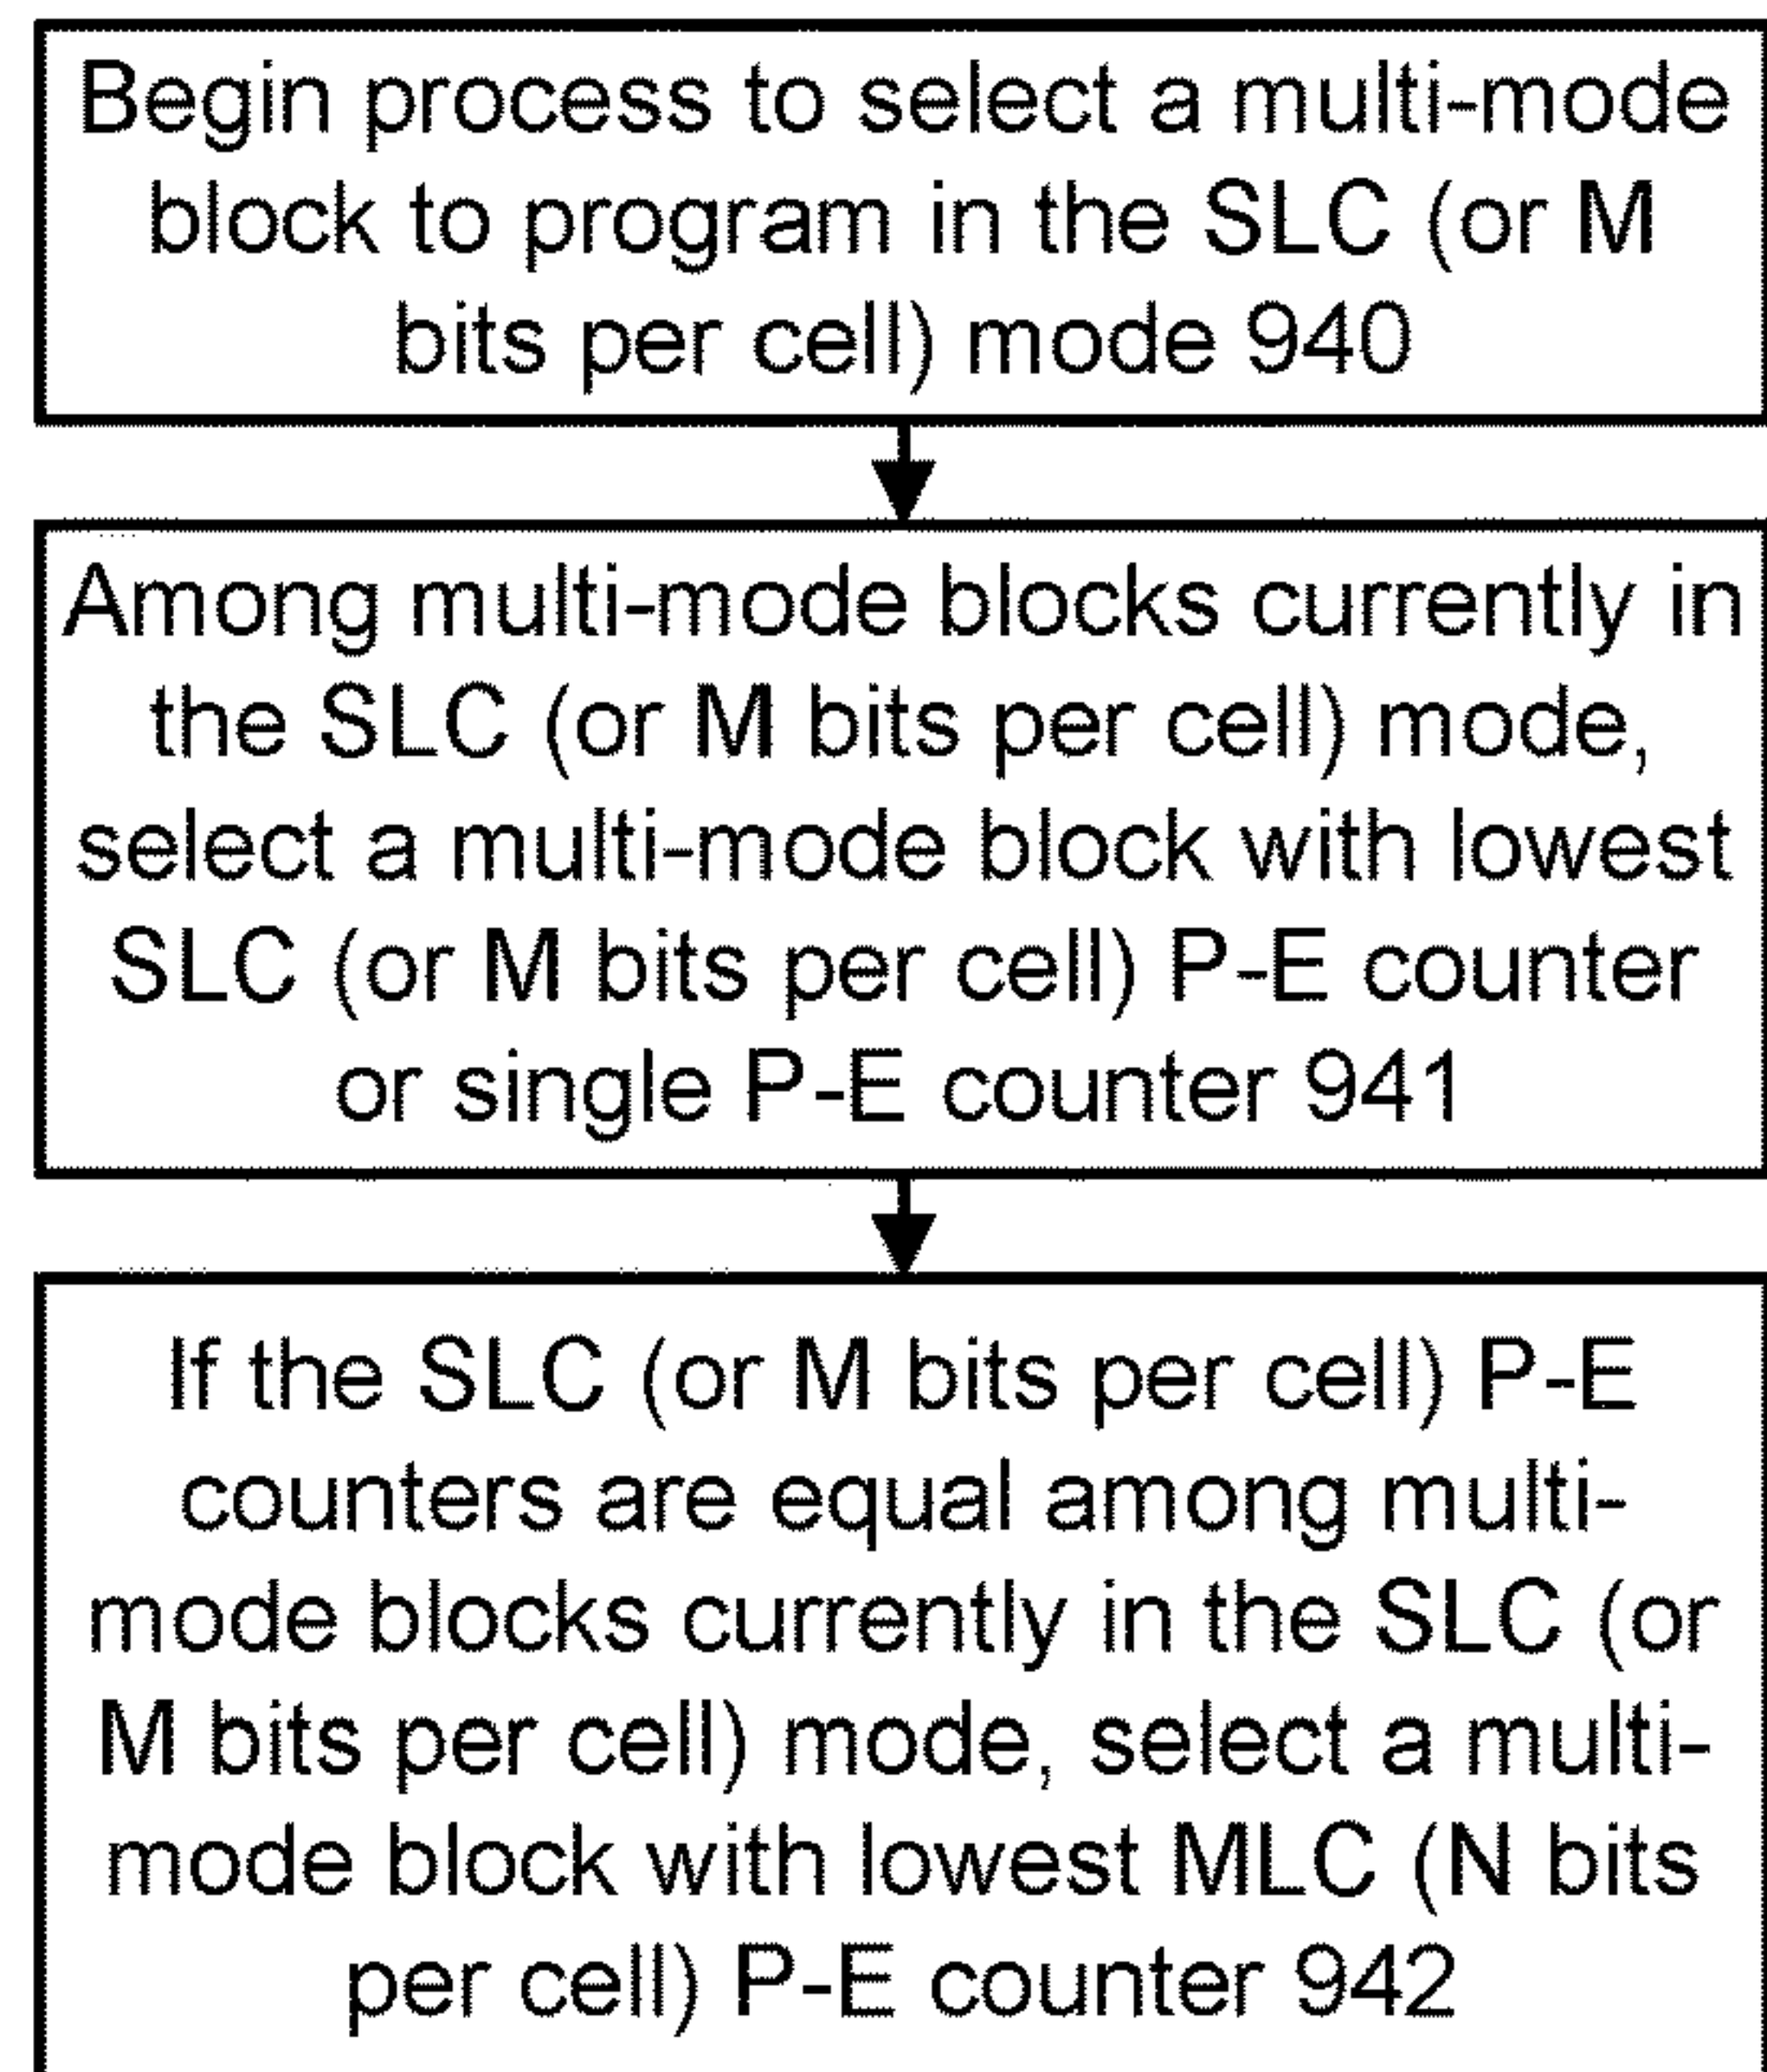 Begin process to select a multi-mode
block to program in the SLC (or M
bits per cell) mode 940
Among multi-mode blocks currently in
the SLC (or M bits per cell) mode,
select a multi-mode block with lowest
SLC (or M bits per cell) P-E counter
or single P-E counter 941
If the SLC (or M bits per cell) P-E
counters are equal among multi-
mode blocks currently in the SLC (or
M bits per cell) mode, select a multi-
mode block with lowest MLC (N bits
per cell) P-E counter 942